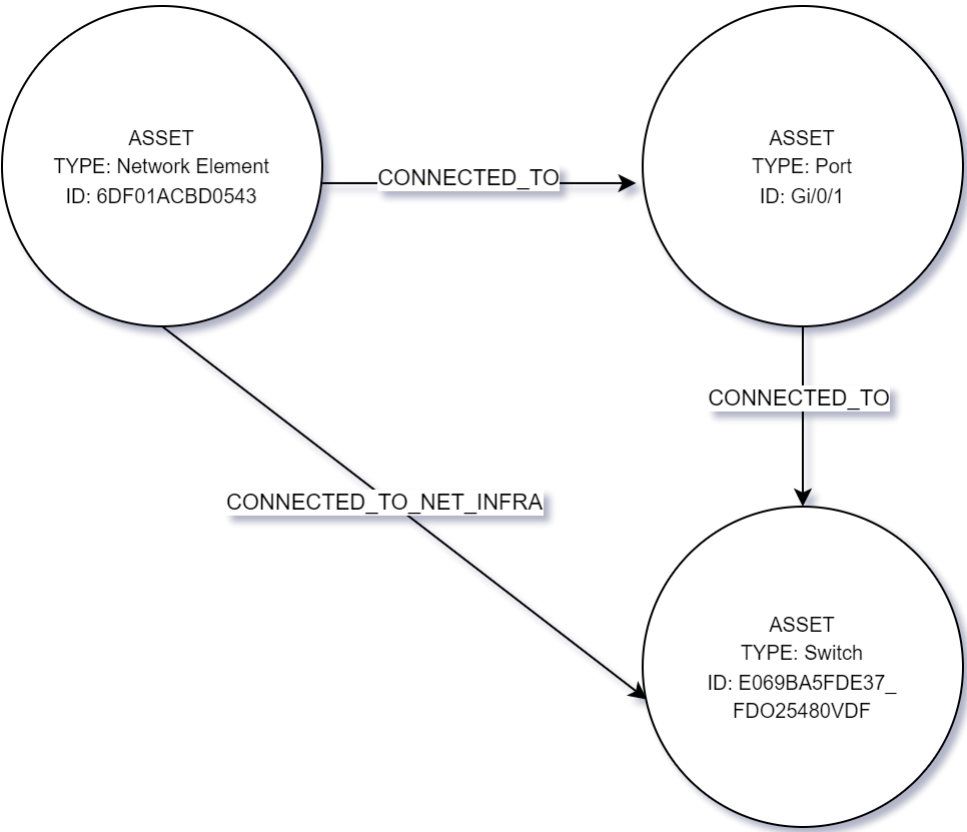 ASSET
TYPE: Network Element
ID: 6DF01ACBD0543
CONNECTED_TO
ASSET
TYPE: Port
ID: Gi/0/1
CONNECTED_TO
CONNECTED_TO_NET_INFRA
ASSET
TYPE: Switch
ID: E069BA5FDE37_
FDO25480VDF